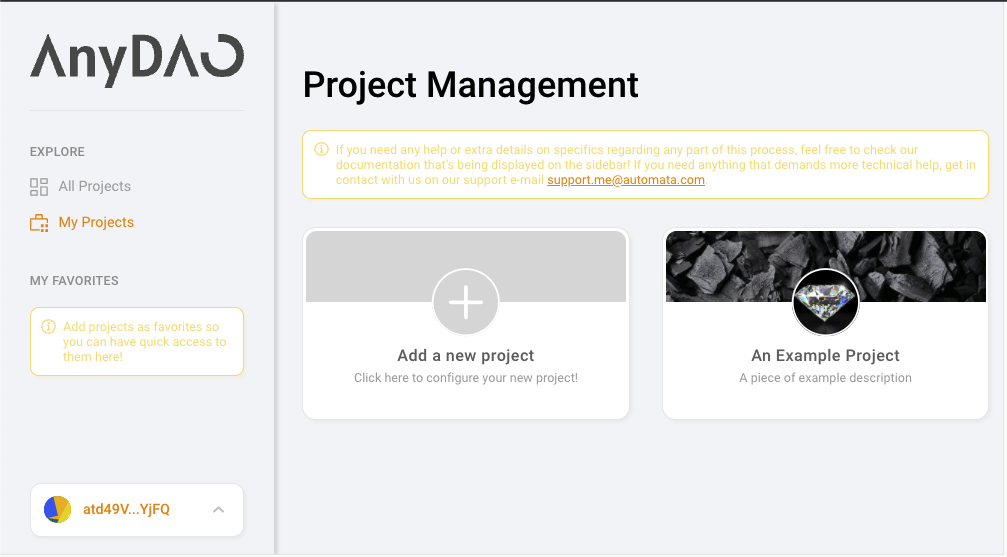 AnyDAO
EXPLORE
All Projects
My Projects
MY FAVORITES
Add projects as favorites so
you can have quick access to
them here!
atd49V...YjFQ
Project Management
If you need any help or extra details on specifics regarding any part of this process, feel free to check our
documentation that's being displayed on the sidebar! If you need anything that demands more technical help, get in
contact with us on our support e-mail support.me@automata.com
Add a new project
Click here to configure your new project!
An Example Project
A piece of example description